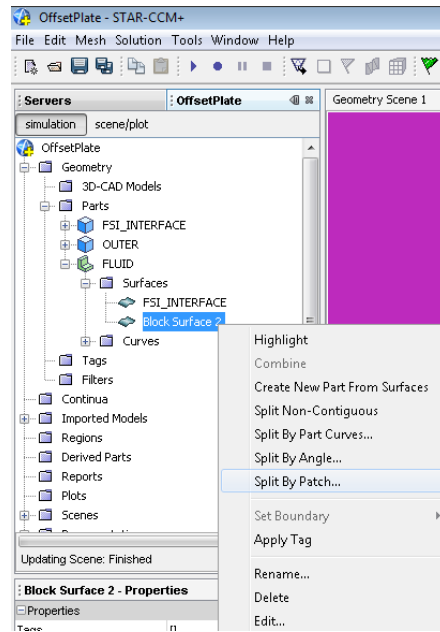 OffsetPlate - STAR-CCM+
File Edit Mesh Solution Tools Window Help
Servers
OffsetPlate
Geometry Scene 1
simulation scene/plot
OffsetPlate
Geometry
3D-CAD Models
Parts
FSI_INTERFACE
OUTER
FLUID
Surfaces
FSI_INTERFACE
Block Surface 2
Curves
Tags
Filters
Continua
Imported Models
Regions
Derived Parts
Reports
Plots
Scenes
Updating Scene: Finished
Block Surface 2 - Properties
Properties
Tags []
Highlight
Combine
Create New Part From Surfaces
Split Non-Contiguous
Split By Part Curves...
Split By Angle...
Split By Patch...
Set Boundary
Apply Tag
Rename...
Delete
Edit...